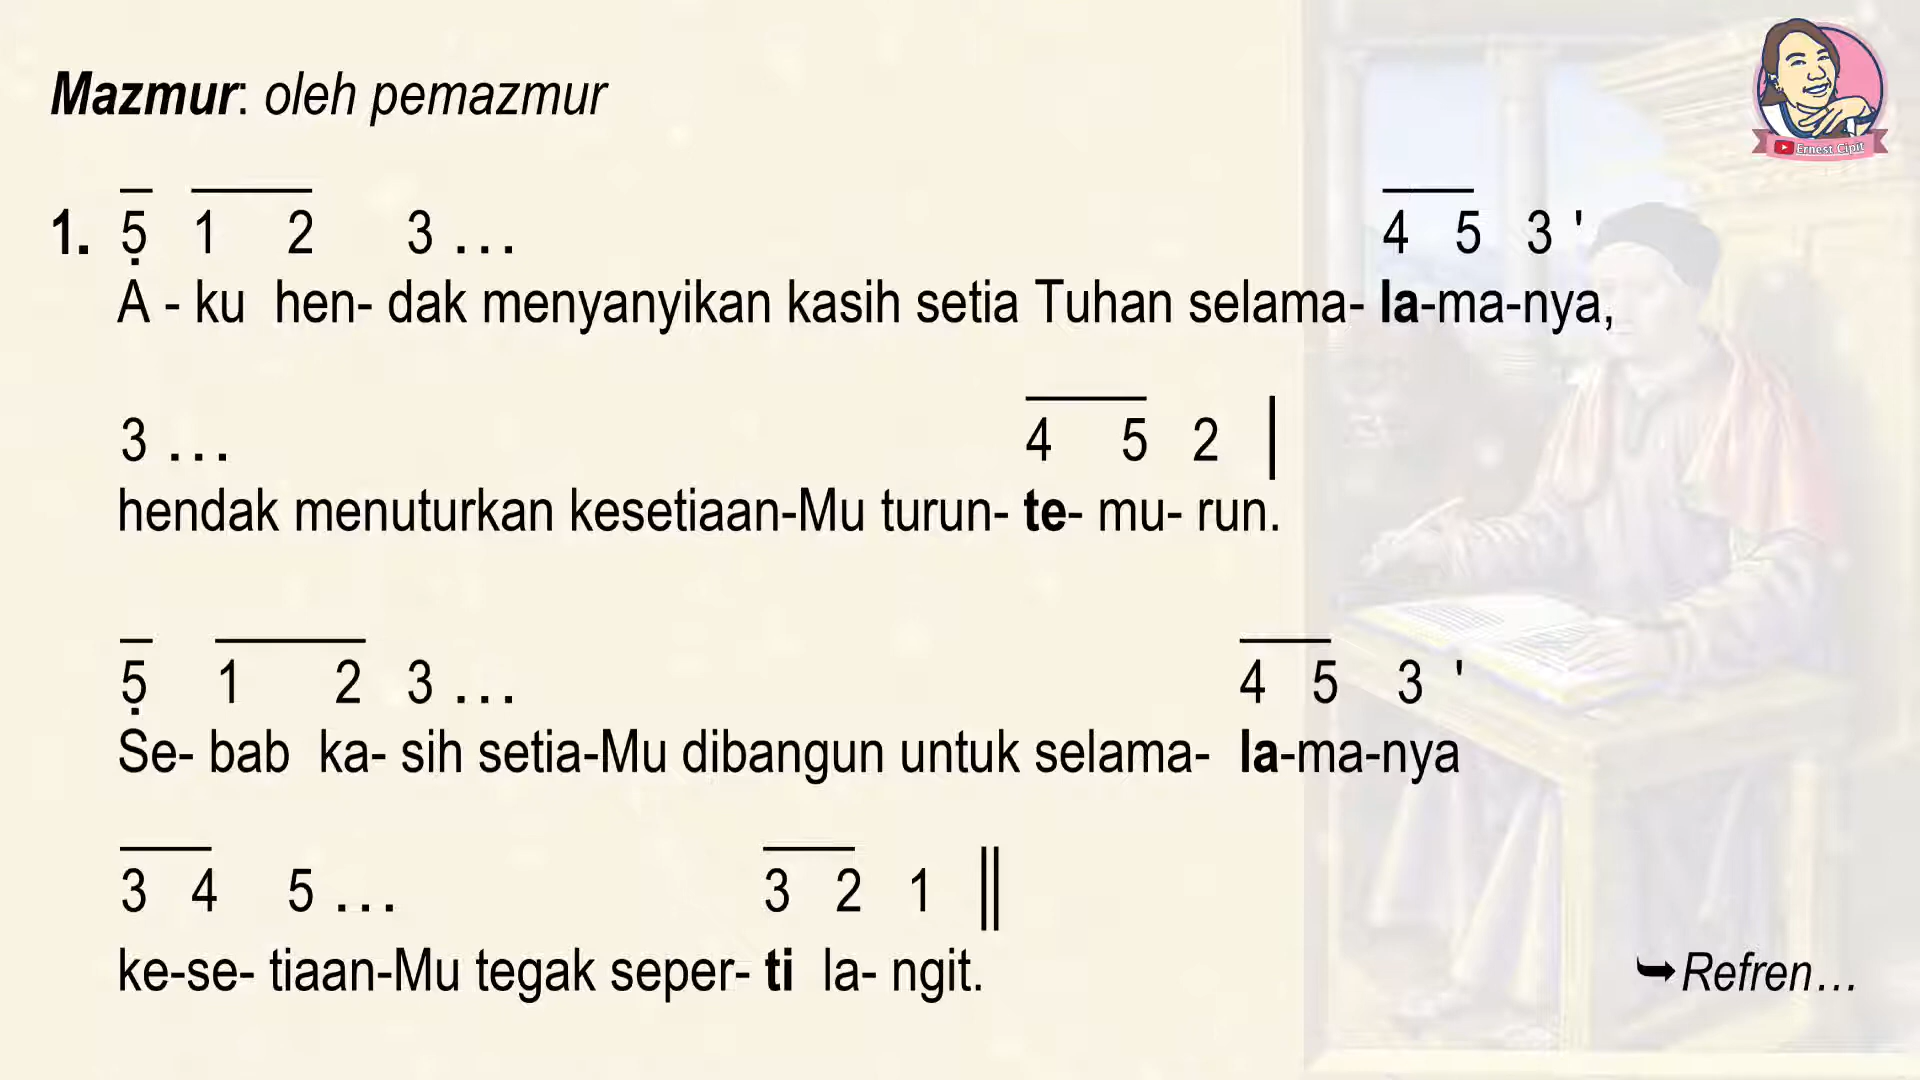 Mazmur: oleh pemazmur
Ernest Cipit
1. 5̣ 1 2 3 ... 4 5 3 '
A - ku hen- dak menyanyikan kasih setia Tuhan selama- la-ma-nya,
3 ... 4 5 2 |
hendak menuturkan kesetiaan-Mu turun- te- mu- run.
5̣ 1 2 3 ... 4 5 3 '
Se- bab ka- sih setia-Mu dibangun untuk selama- la-ma-nya
3 4 5 ... 3 2 1 ||
ke-se- tiaan-Mu tegak seper- ti la- ngit.
➥Refren...